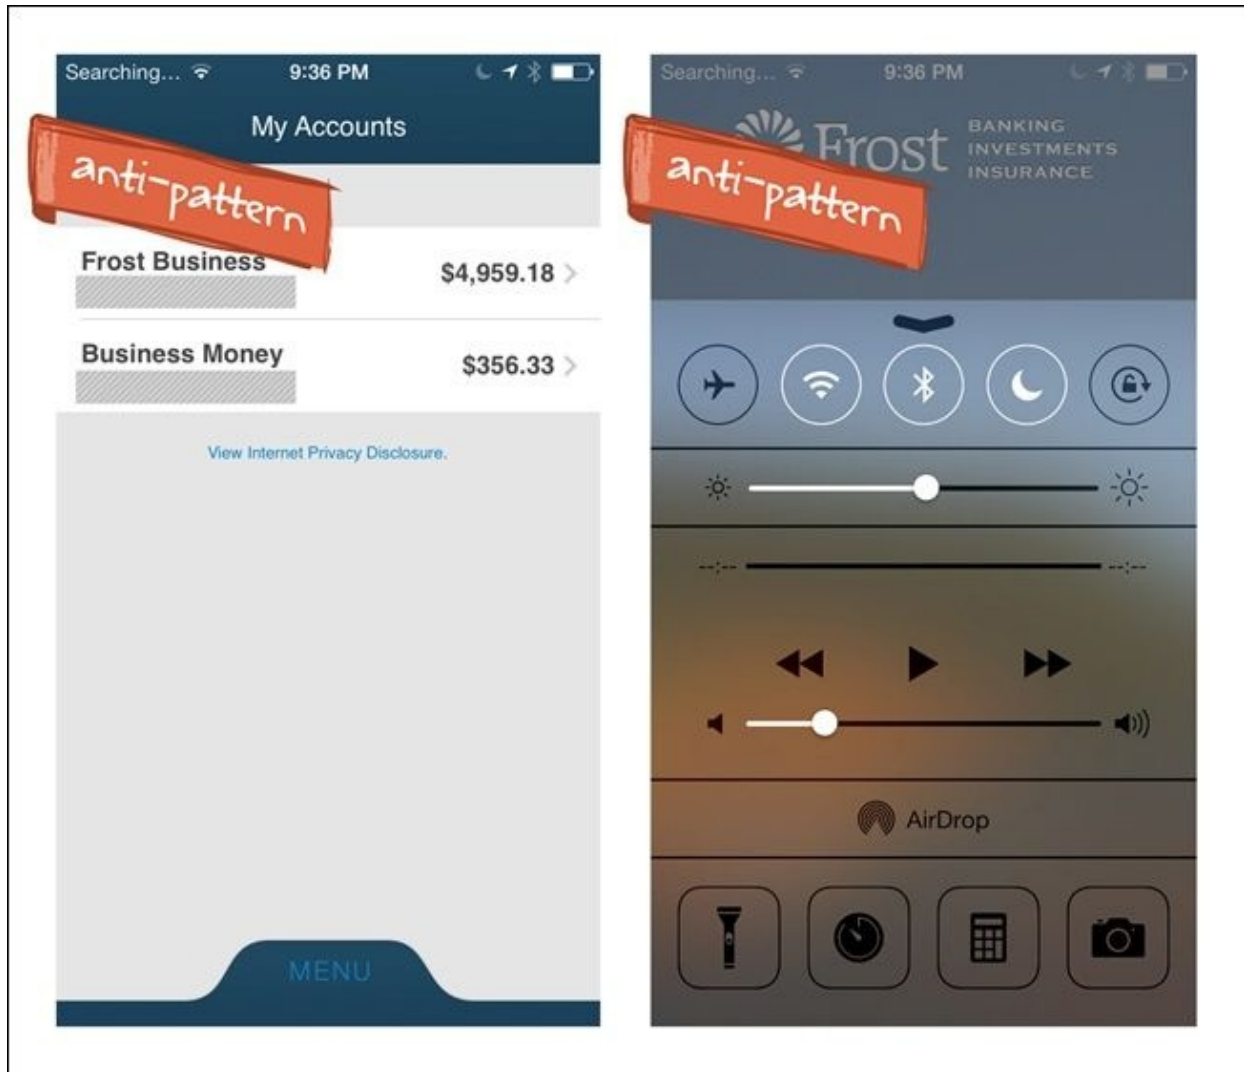 Searching... 9:36 PM
My Accounts
anti-pattern
Frost Business
$4,959.18
Business Money
$356.33
View Internet Privacy Disclosure.
MENU
Searching... 9:36 PM
Frost
BANKING
INVESTMENTS
INSURANCE
anti-pattern
--:-- --:--
AirDrop